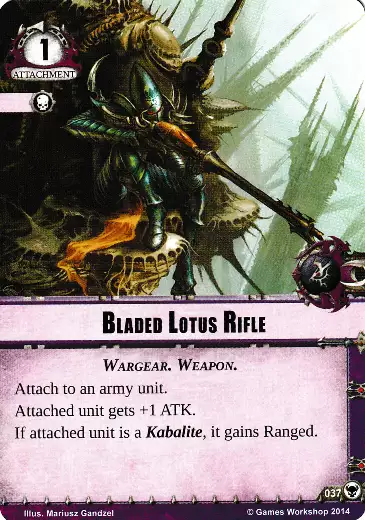 1
ATTACHMENT
BLADED LOTUS RIFLE
WARGEAR. WEAPON.
Attach to an army unit.
Attached unit gets +1 ATK.
If attached unit is a Kabalite, it gains Ranged.
037
Illus. Mariusz Gandzel
© Games Workshop 2014